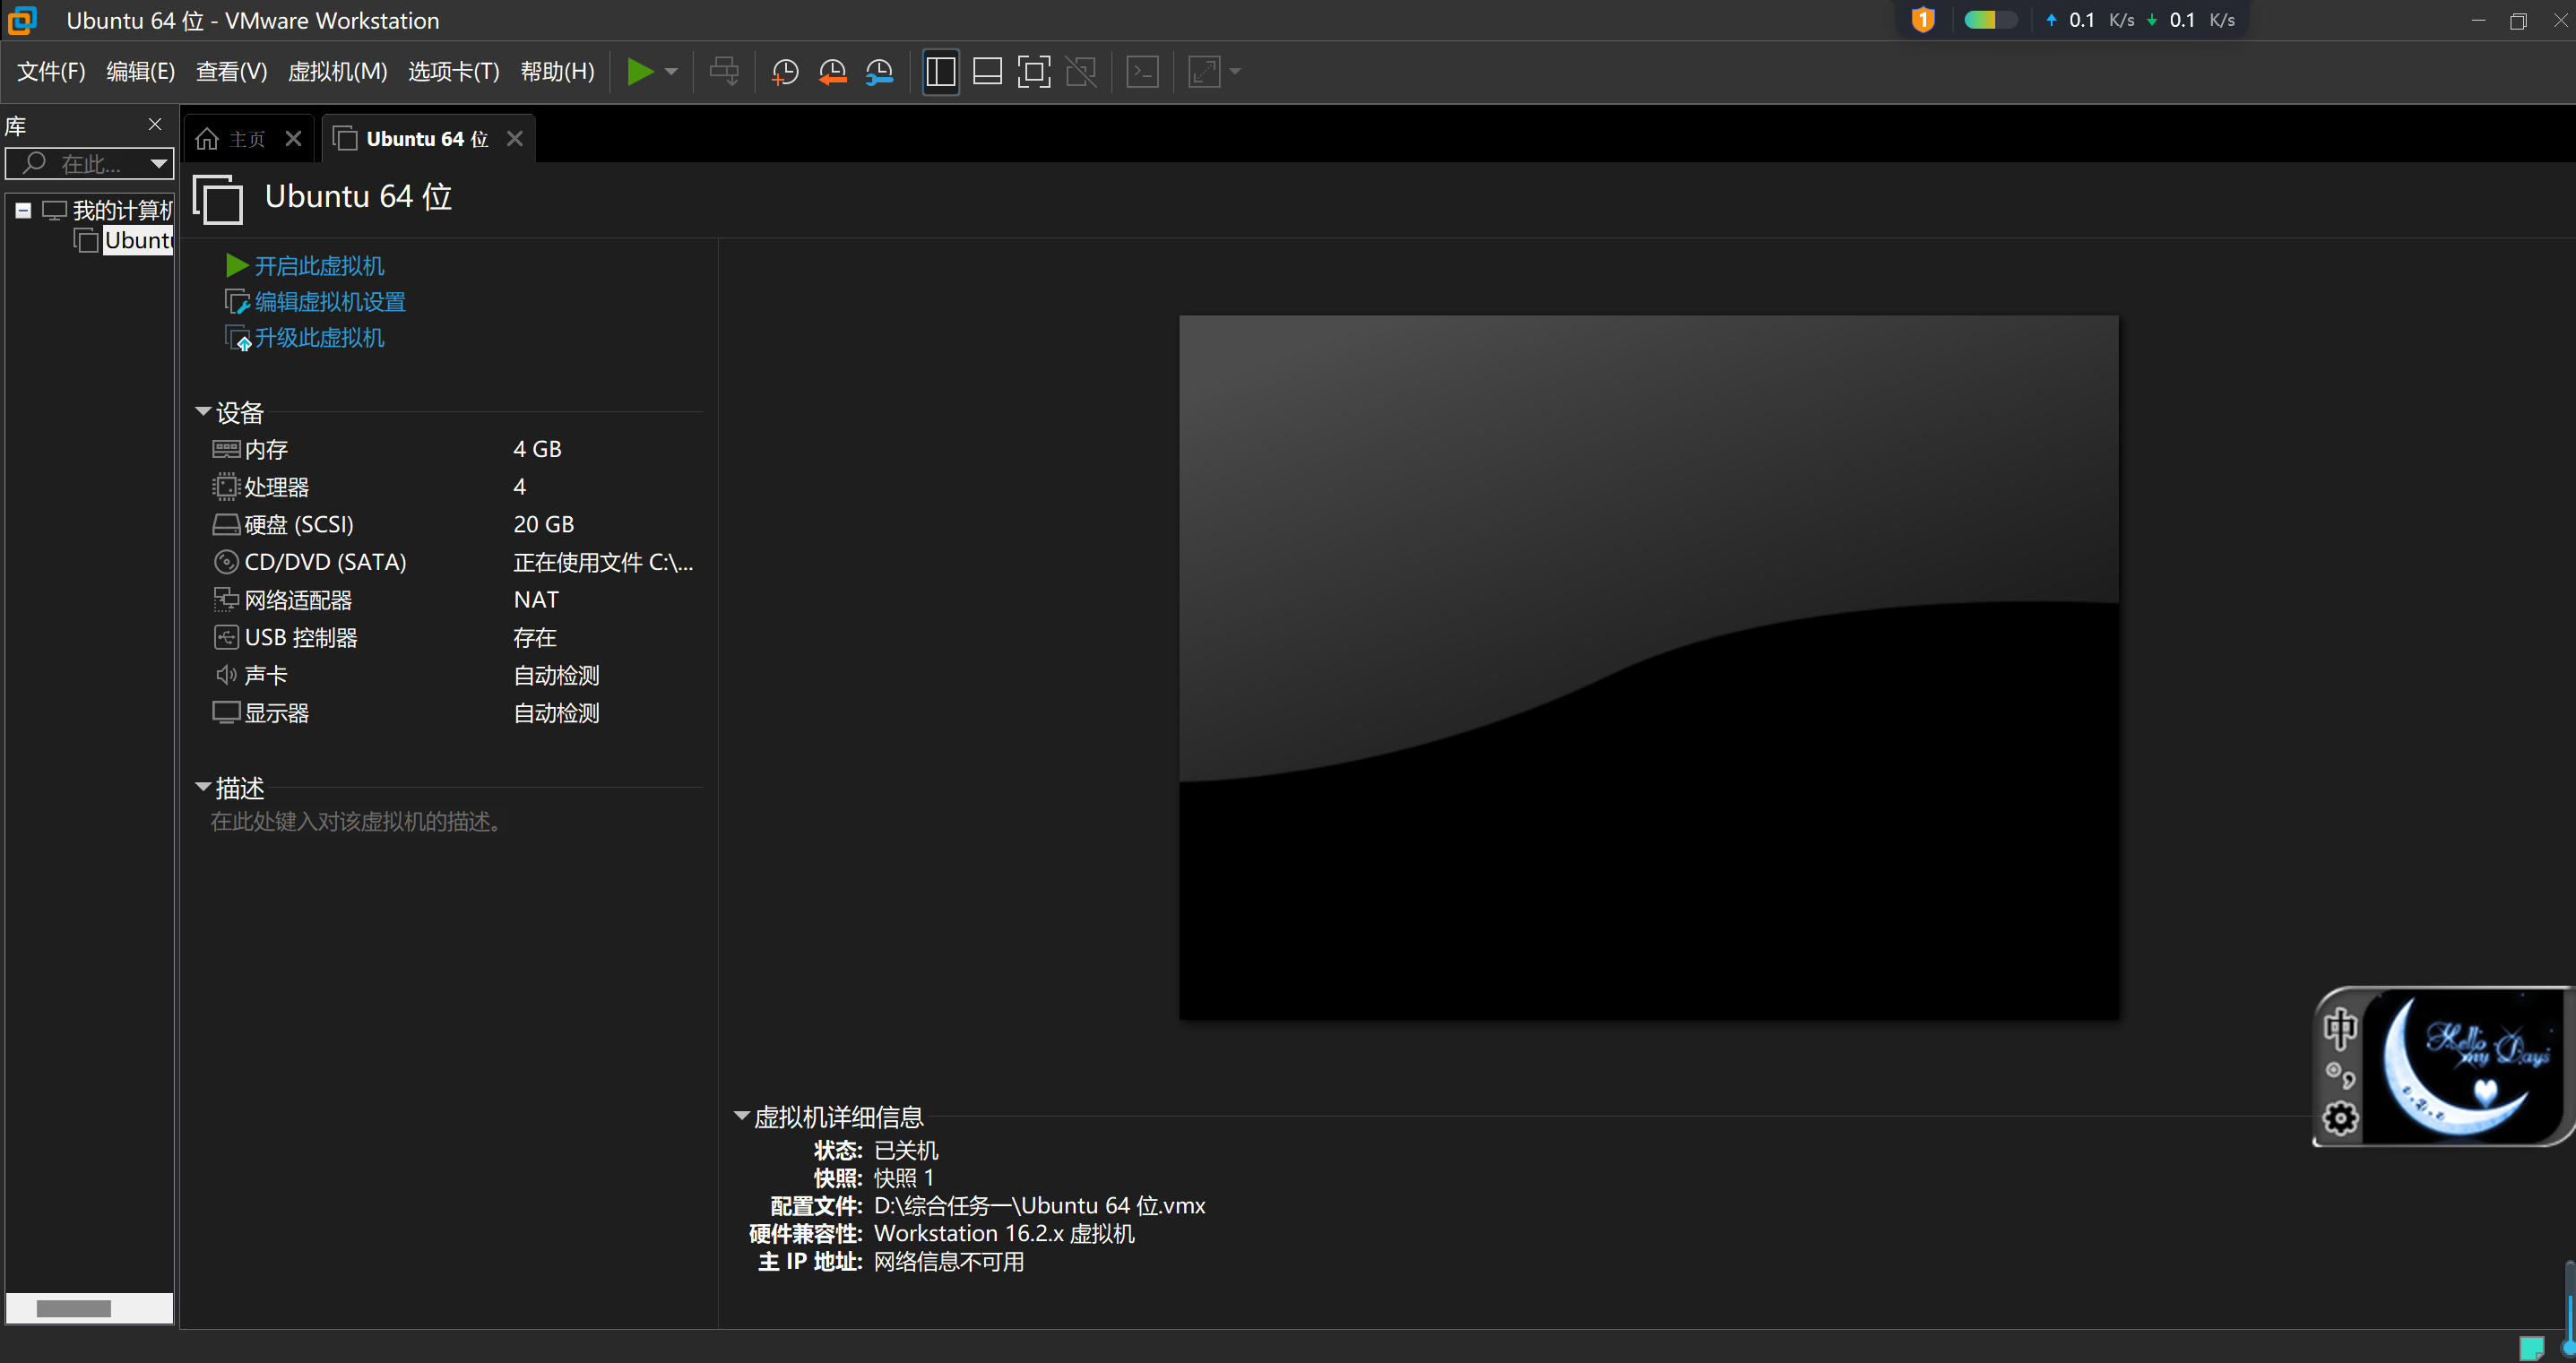 Ubuntu 64 位 - VMware Workstation
1
0.1 K/s 0.1 K/s
文件(F) 编辑(E) 查看(V) 虚拟机(M) 选项卡(T) 帮助(H)
库
在此...
我的计算机
Ubuntu
主页
Ubuntu 64 位
Ubuntu 64 位
开启此虚拟机
编辑虚拟机设置
升级此虚拟机
设备
内存 4 GB
处理器 4
硬盘 (SCSI) 20 GB
CD/DVD (SATA) 正在使用文件 C:\...
网络适配器 NAT
USB 控制器 存在
声卡 自动检测
显示器 自动检测
描述
在此处键入对该虚拟机的描述。
中
Hello
my Days
虚拟机详细信息
状态: 已关机
快照: 快照 1
配置文件: D:\综合任务一\Ubuntu 64 位.vmx
硬件兼容性: Workstation 16.2.x 虚拟机
主 IP 地址: 网络信息不可用